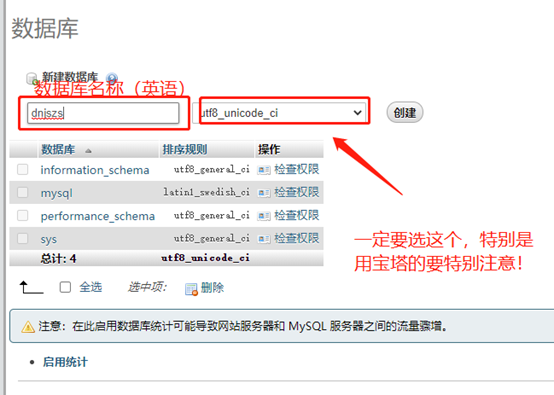 数据库
新建数据库
数据库名称（英语）
dnjszs utf8_unicode_ci 创建
数据库 排序规则 操作
information_schema utf8_general_ci 检查权限
mysql latin1_swedish_ci 检查权限
performance_schema utf8_general_ci 检查权限
sys utf8_general_ci 检查权限
总计: 4 utf8_unicode_ci
一定要选这个，特别是
用宝塔的要特别注意！
全选 选中项: 删除
注意：在此启用数据库统计可能导致网站服务器和 MySQL 服务器之间的流量骤增。
启用统计